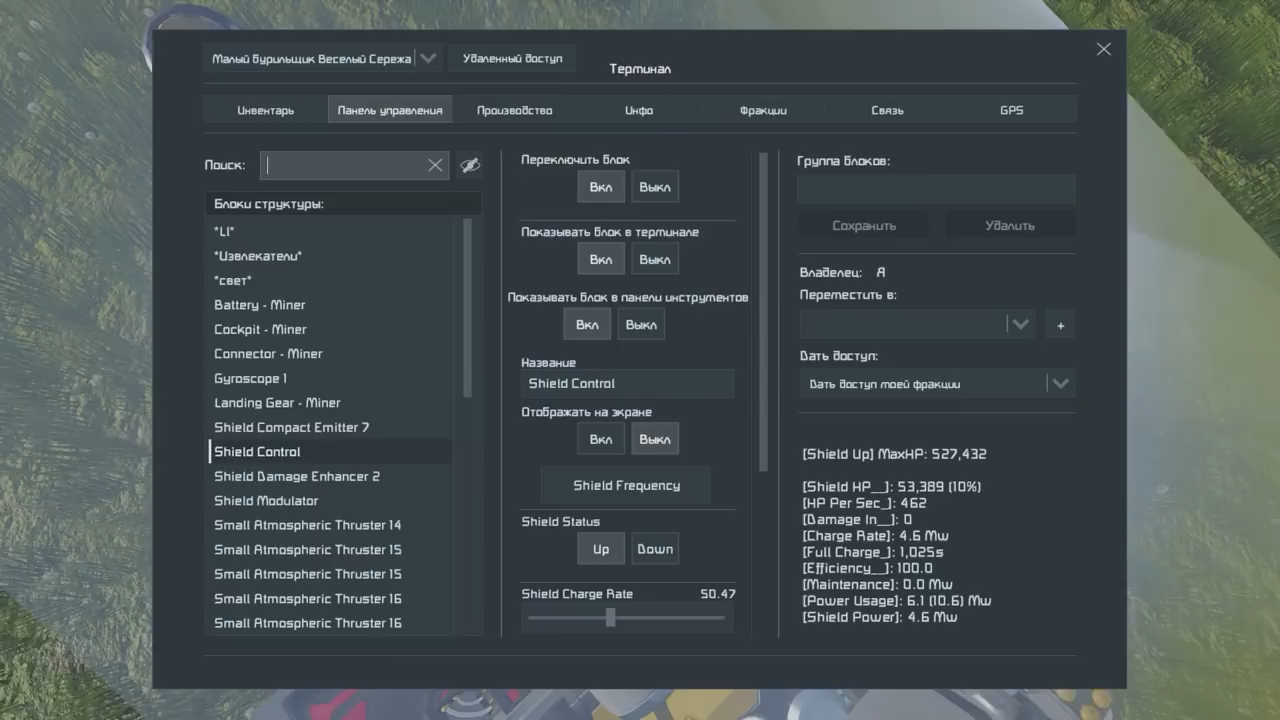 Малый бурильщик Веселый Сережа
Удаленный доступ
Терминал
Инвентарь
Панель управления
Производство
Инфо
Фракции
Связь
GPS
Поиск:
Блоки структуры:
*LI*
*Извлекатели*
*свет*
Battery - Miner
Cockpit - Miner
Connector - Miner
Gyroscope 1
Landing Gear - Miner
Shield Compact Emitter 7
Shield Control
Shield Damage Enhancer 2
Shield Modulator
Small Atmospheric Thruster 14
Small Atmospheric Thruster 15
Small Atmospheric Thruster 15
Small Atmospheric Thruster 16
Small Atmospheric Thruster 16
Переключить блок
Вкл Выкл
Показывать блок в терминале
Вкл Выкл
Показывать блок в панели инструментов
Вкл Выкл
Название
Shield Control
Отображать на экране
Вкл Выкл
Shield Frequency
Shield Status
Up Down
Shield Charge Rate 50.47
Группа блоков:
Сохранить Удалить
Владелец: A
Переместить в:
+
Дать доступ:
Дать доступ моей фракции
[Shield Up] MaxHP: 527,432
[Shield HP__]: 53,389 (10%)
[HP Per Sec_]: 462
[Damage In__]: 0
[Charge Rate]: 4.6 Mw
[Full Charge_]: 1,025s
[Efficiency__]: 100.0
[Maintenance]: 0.0 Mw
[Power Usage]: 6.1 (10.6) Mw
[Shield Power]: 4.6 Mw